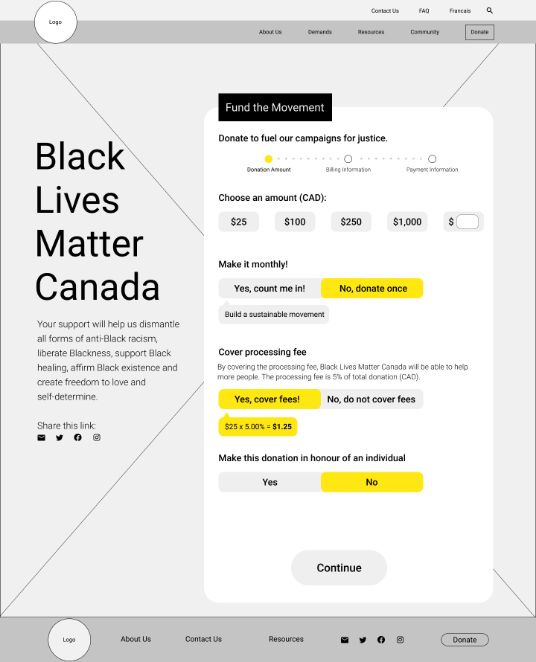 Logo
Contact Us FAQ Francais
About Us Demands Resources Community Donate
Black
Lives
Matter
Canada
Your support will help us dismantle
all forms of anti-Black racism,
liberate Blackness, support Black
healing, affirm Black existence and
create freedom to love and
self-determine.
Share this link:
Fund the Movement
Donate to fuel our campaigns for justice.
Donation Amount Billing Information Payment Information
Choose an amount (CAD):
$25 $100 $250 $1,000 $
Make it monthly!
Yes, count me in! No, donate once
Build a sustainable movement
Cover processing fee
By covering the processing fee, Black Lives Matter Canada will be able to help
more people. The processing fee is 5% of total donation (CAD).
Yes, cover fees! No, do not cover fees
$25 x 5.00% = $1.25
Make this donation in honour of an individual
Yes No
Continue
Logo About Us Contact Us Resources Donate